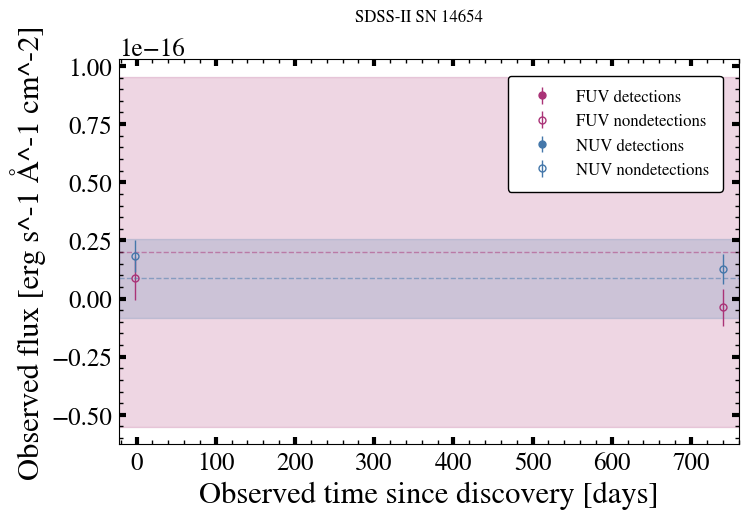 SDSS-II SN 14654
1e−16
1.00
0.75
0.50
0.25
0.00
−0.25
−0.50
Observed flux [erg s^-1 Å^-1 cm^-2]
FUV detections
FUV nondetections
NUV detections
NUV nondetections
0 100 200 300 400 500 600 700
Observed time since discovery [days]